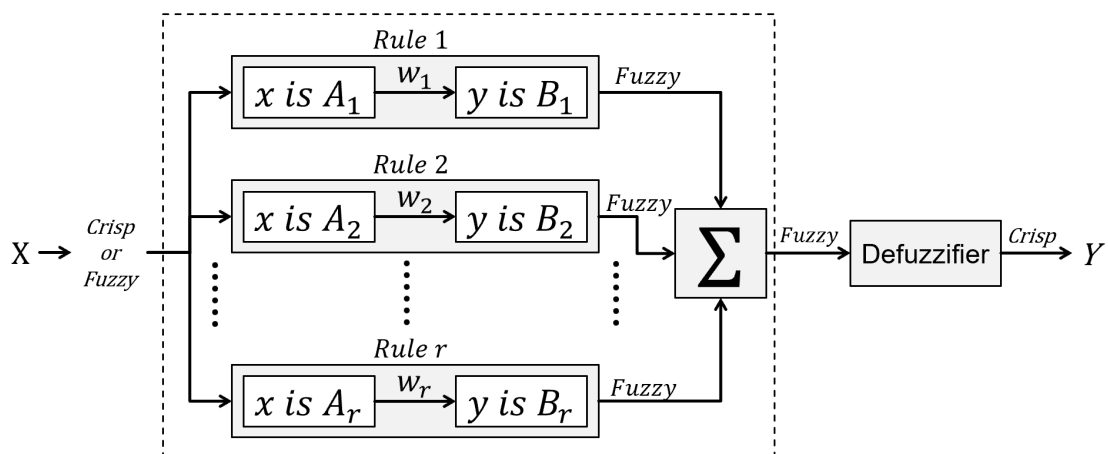 Rule 1
x is A₁ w₁ y is B₁ Fuzzy
Rule 2
x is A₂ w₂ y is B₂ Fuzzy
X Crisp
or
Fuzzy
Σ Fuzzy Defuzzifier Crisp Y
Rule r
x is Aᵣ wᵣ y is Bᵣ Fuzzy